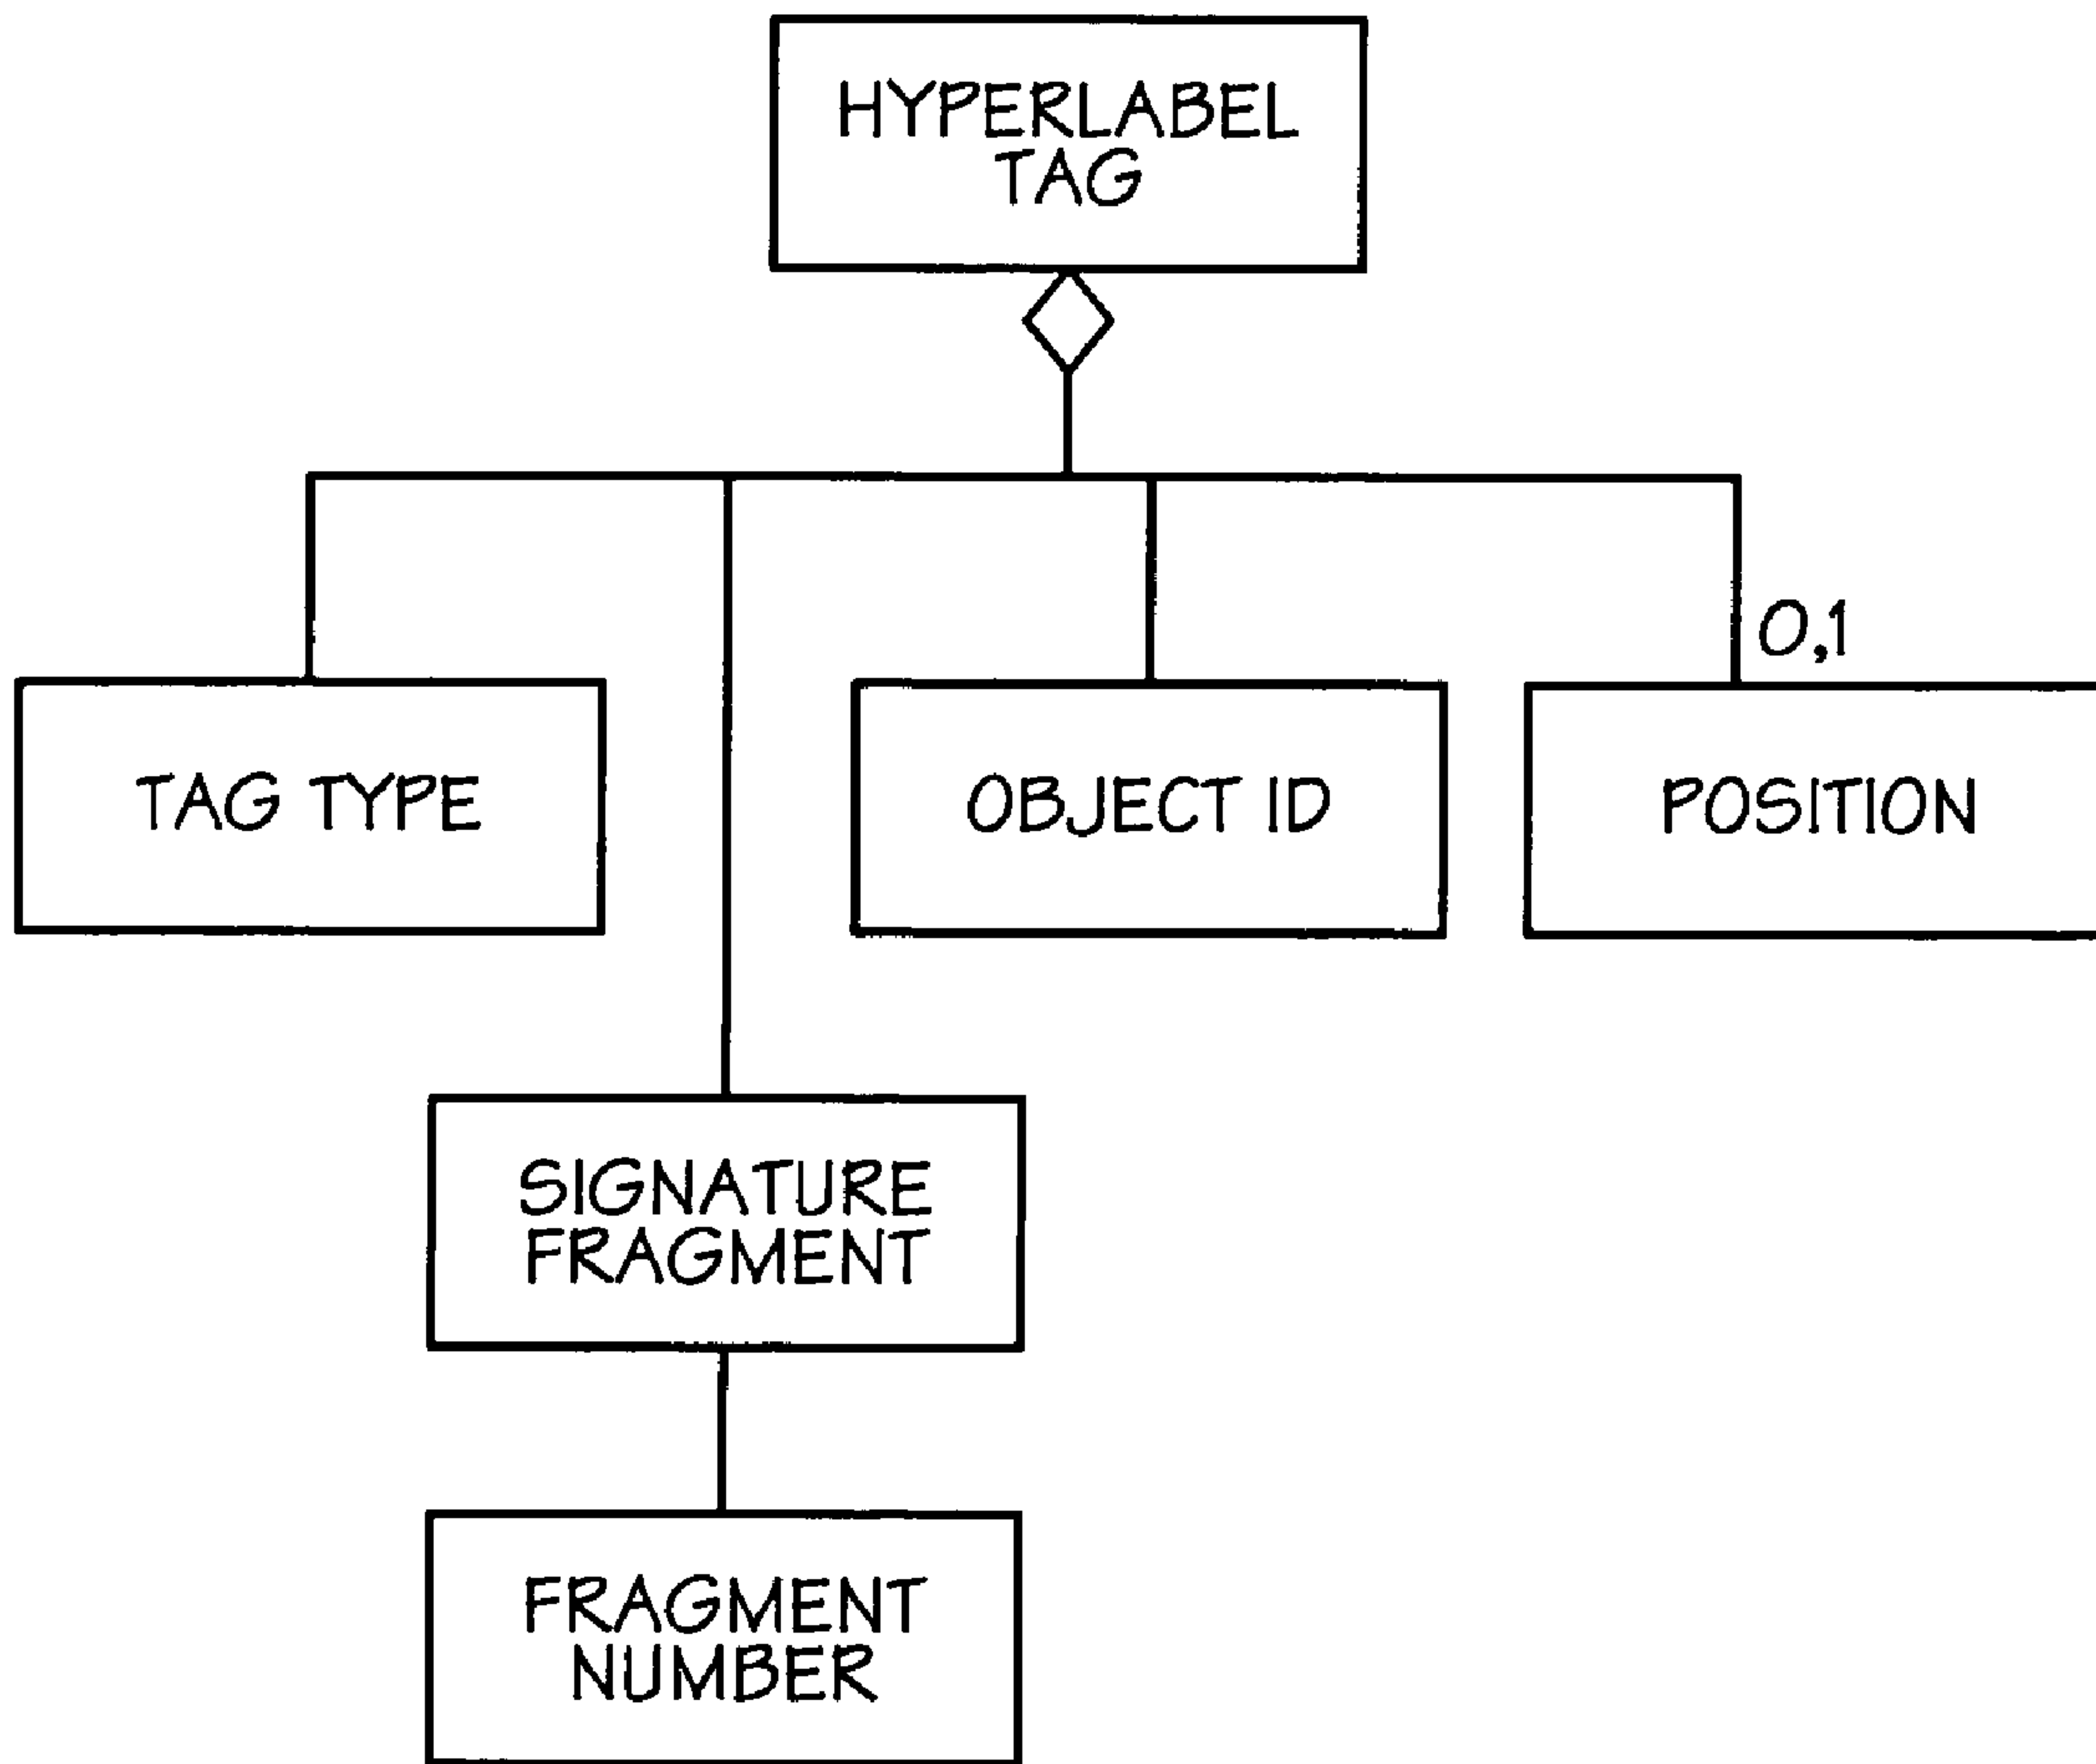 HYPERLABEL
TAG
0,1
TAG TYPE
OBJECT ID
POSITION
SIGNATURE
FRAGMENT
FRAGMENT
NUMBER